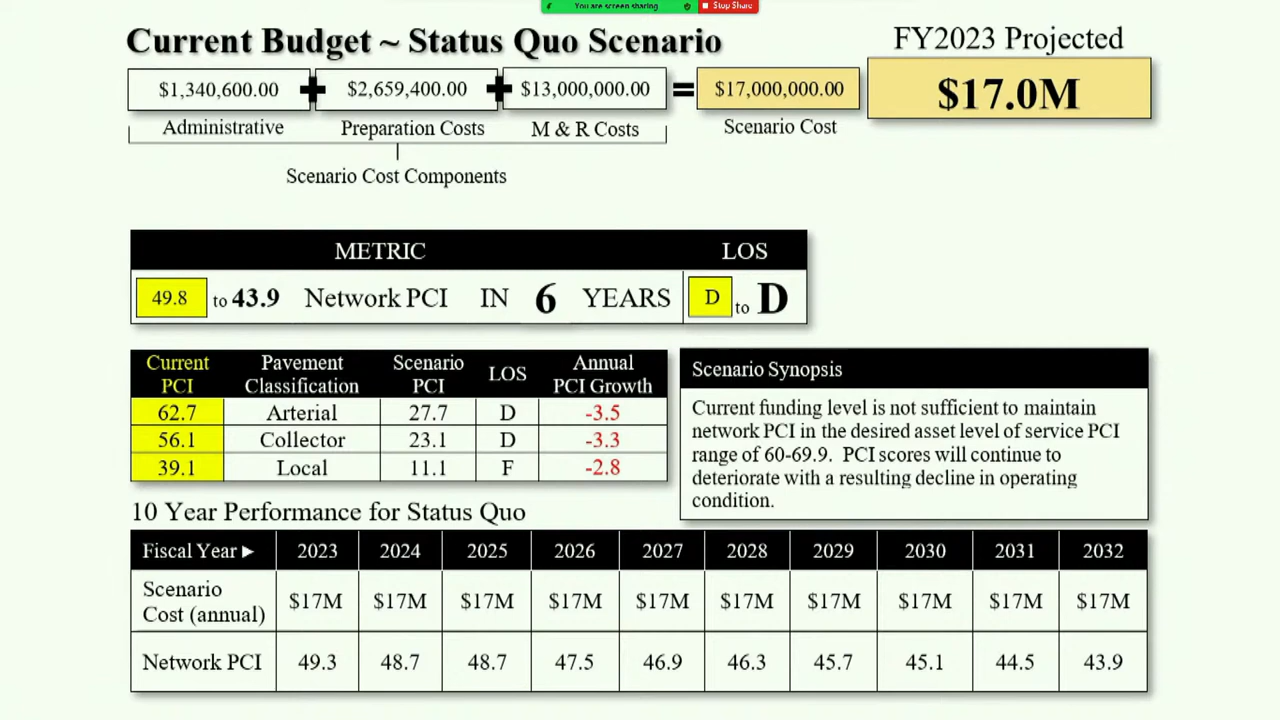 You are screen sharing Stop Share
Current Budget ~ Status Quo Scenario
FY2023 Projected
$1,340,600.00 + $2,659,400.00 + $13,000,000.00 = $17,000,000.00 $17.0M
Administrative Preparation Costs M & R Costs Scenario Cost
Scenario Cost Components
METRIC LOS
49.8 to 43.9 Network PCI IN 6 YEARS D to D
Current PCI Pavement Classification Scenario PCI LOS Annual PCI Growth
62.7 Arterial 27.7 D -3.5
56.1 Collector 23.1 D -3.3
39.1 Local 11.1 F -2.8
Scenario Synopsis
Current funding level is not sufficient to maintain
network PCI in the desired asset level of service PCI
range of 60-69.9. PCI scores will continue to
deteriorate with a resulting decline in operating
condition.
10 Year Performance for Status Quo
Fiscal Year ► 2023 2024 2025 2026 2027 2028 2029 2030 2031 2032
Scenario
Cost (annual) $17M $17M $17M $17M $17M $17M $17M $17M $17M $17M
Network PCI 49.3 48.7 48.7 47.5 46.9 46.3 45.7 45.1 44.5 43.9